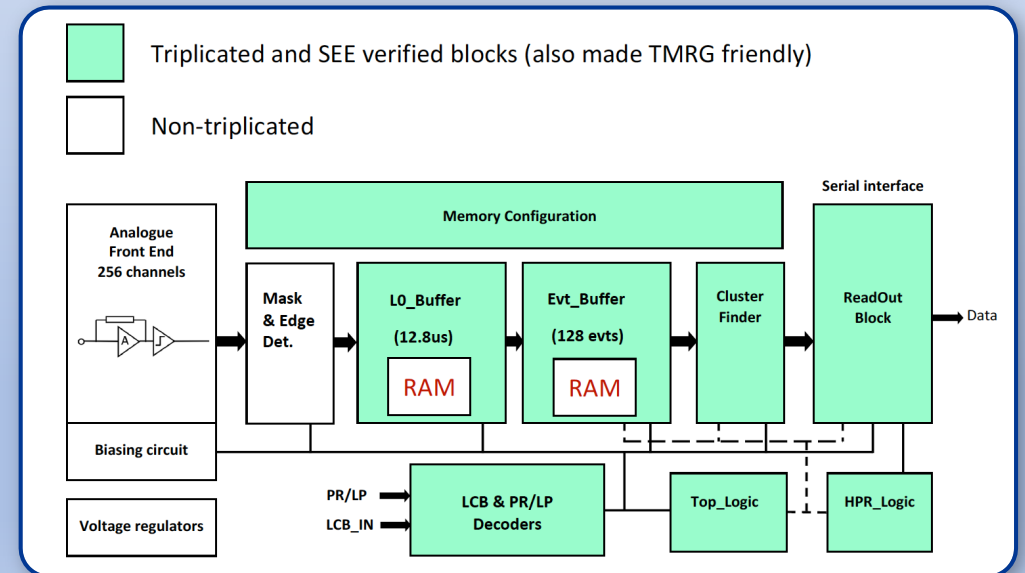 Triplicated and SEE verified blocks (also made TMRG friendly)
Non-triplicated
Serial interface
Memory Configuration
Analogue
Front End
256 channels
A
Mask
& Edge
Det.
L0_Buffer
(12.8us)
RAM
Evt_Buffer
(128 evts)
RAM
Cluster
Finder
ReadOut
Block
Data
Biasing circuit
Voltage regulators
PR/LP
LCB_IN
LCB & PR/LP
Decoders
Top_Logic
HPR_Logic